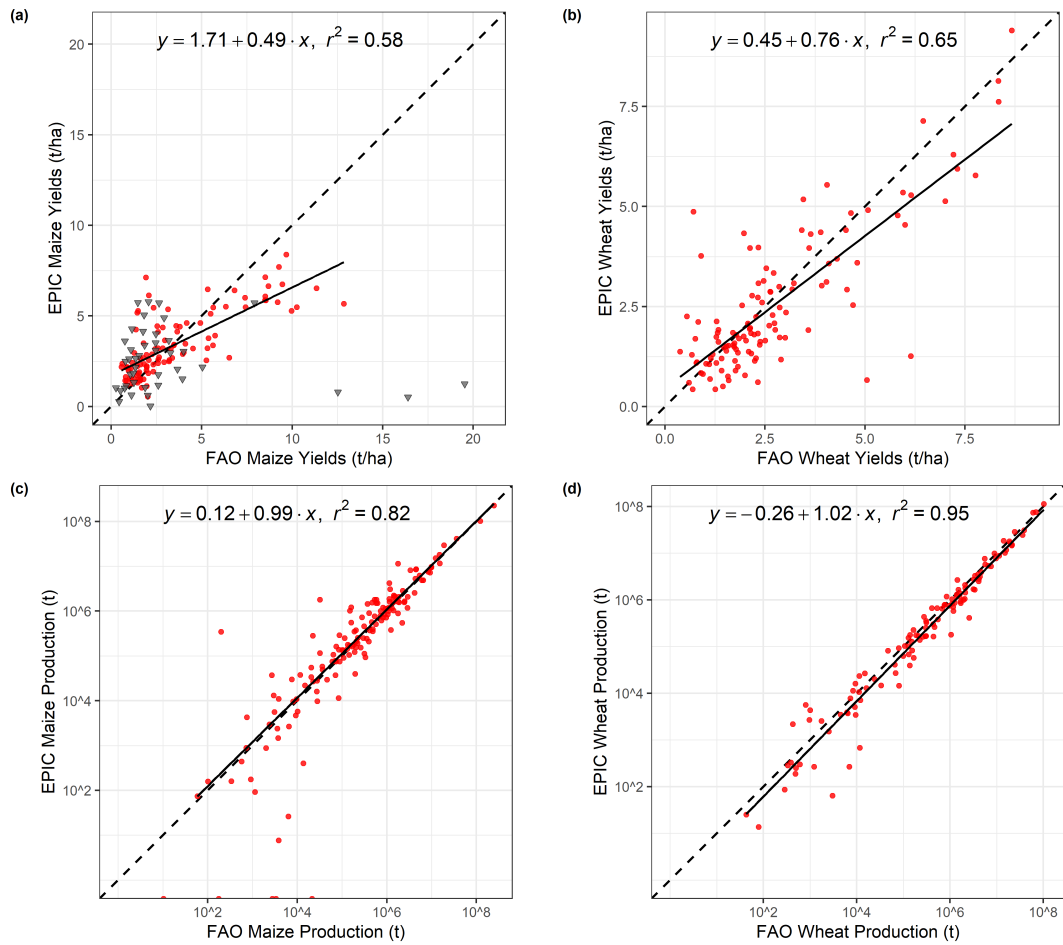 (a)
y = 1.71 + 0.49 · x, r² = 0.58
EPIC Maize Yields (t/ha)
20
15
10
5
0
0 5 10 15 20
FAO Maize Yields (t/ha)
(b)
y = 0.45 + 0.76 · x, r² = 0.65
EPIC Wheat Yields (t/ha)
7.5
5.0
2.5
0.0
0.0 2.5 5.0 7.5
FAO Wheat Yields (t/ha)
(c)
y = 0.12 + 0.99 · x, r² = 0.82
EPIC Maize Production (t)
10^8
10^6
10^4
10^2
10^2 10^4 10^6 10^8
FAO Maize Production (t)
(d)
y = −0.26 + 1.02 · x, r² = 0.95
EPIC Wheat Production (t)
10^8
10^6
10^4
10^2
10^2 10^4 10^6 10^8
FAO Wheat Production (t)